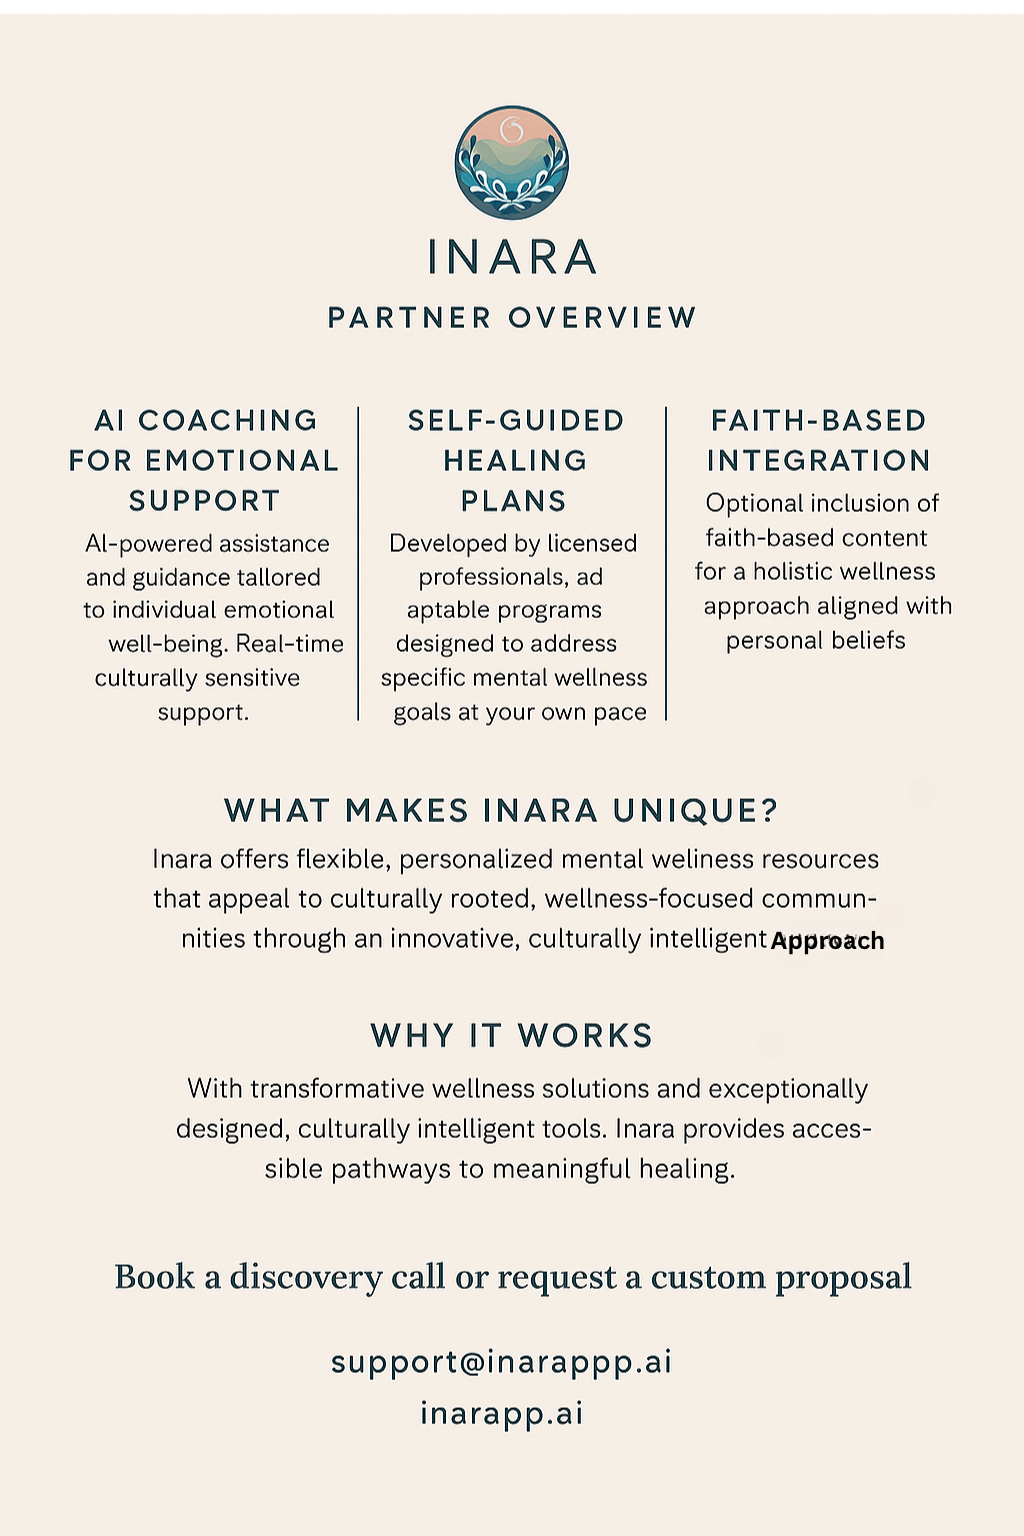 INARA
PARTNER OVERVIEW
AI COACHING
FOR EMOTIONAL
SUPPORT
AI-powered assistance
and guidance tallored
to individual emotional
well-being. Real-time
culturally sensitive
support.
SELF-GUIDED
HEALING
PLANS
Developed by licensed
professionals, ad
aptable programs
designed to address
specific mental wellness
goals at your own pace
FAITH-BASED
INTEGRATION
Optional inclusion of
faith-based content
for a holistic wellness
approach aligned with
personal beliefs
WHAT MAKES INARA UNIQUE?
Inara offers flexible, personalized mental weliness resources
that appeal to culturally rooted, wellness-focused commun-
nities through an innovative, culturally intelligent Approach
WHY IT WORKS
With transformative wellness solutions and exceptionally
designed, culturally intelligent tools. Inara provides acces-
sible pathways to meaningful healing.
Book a discovery call or request a custom proposal
support@inarappp.ai
inarapp.ai